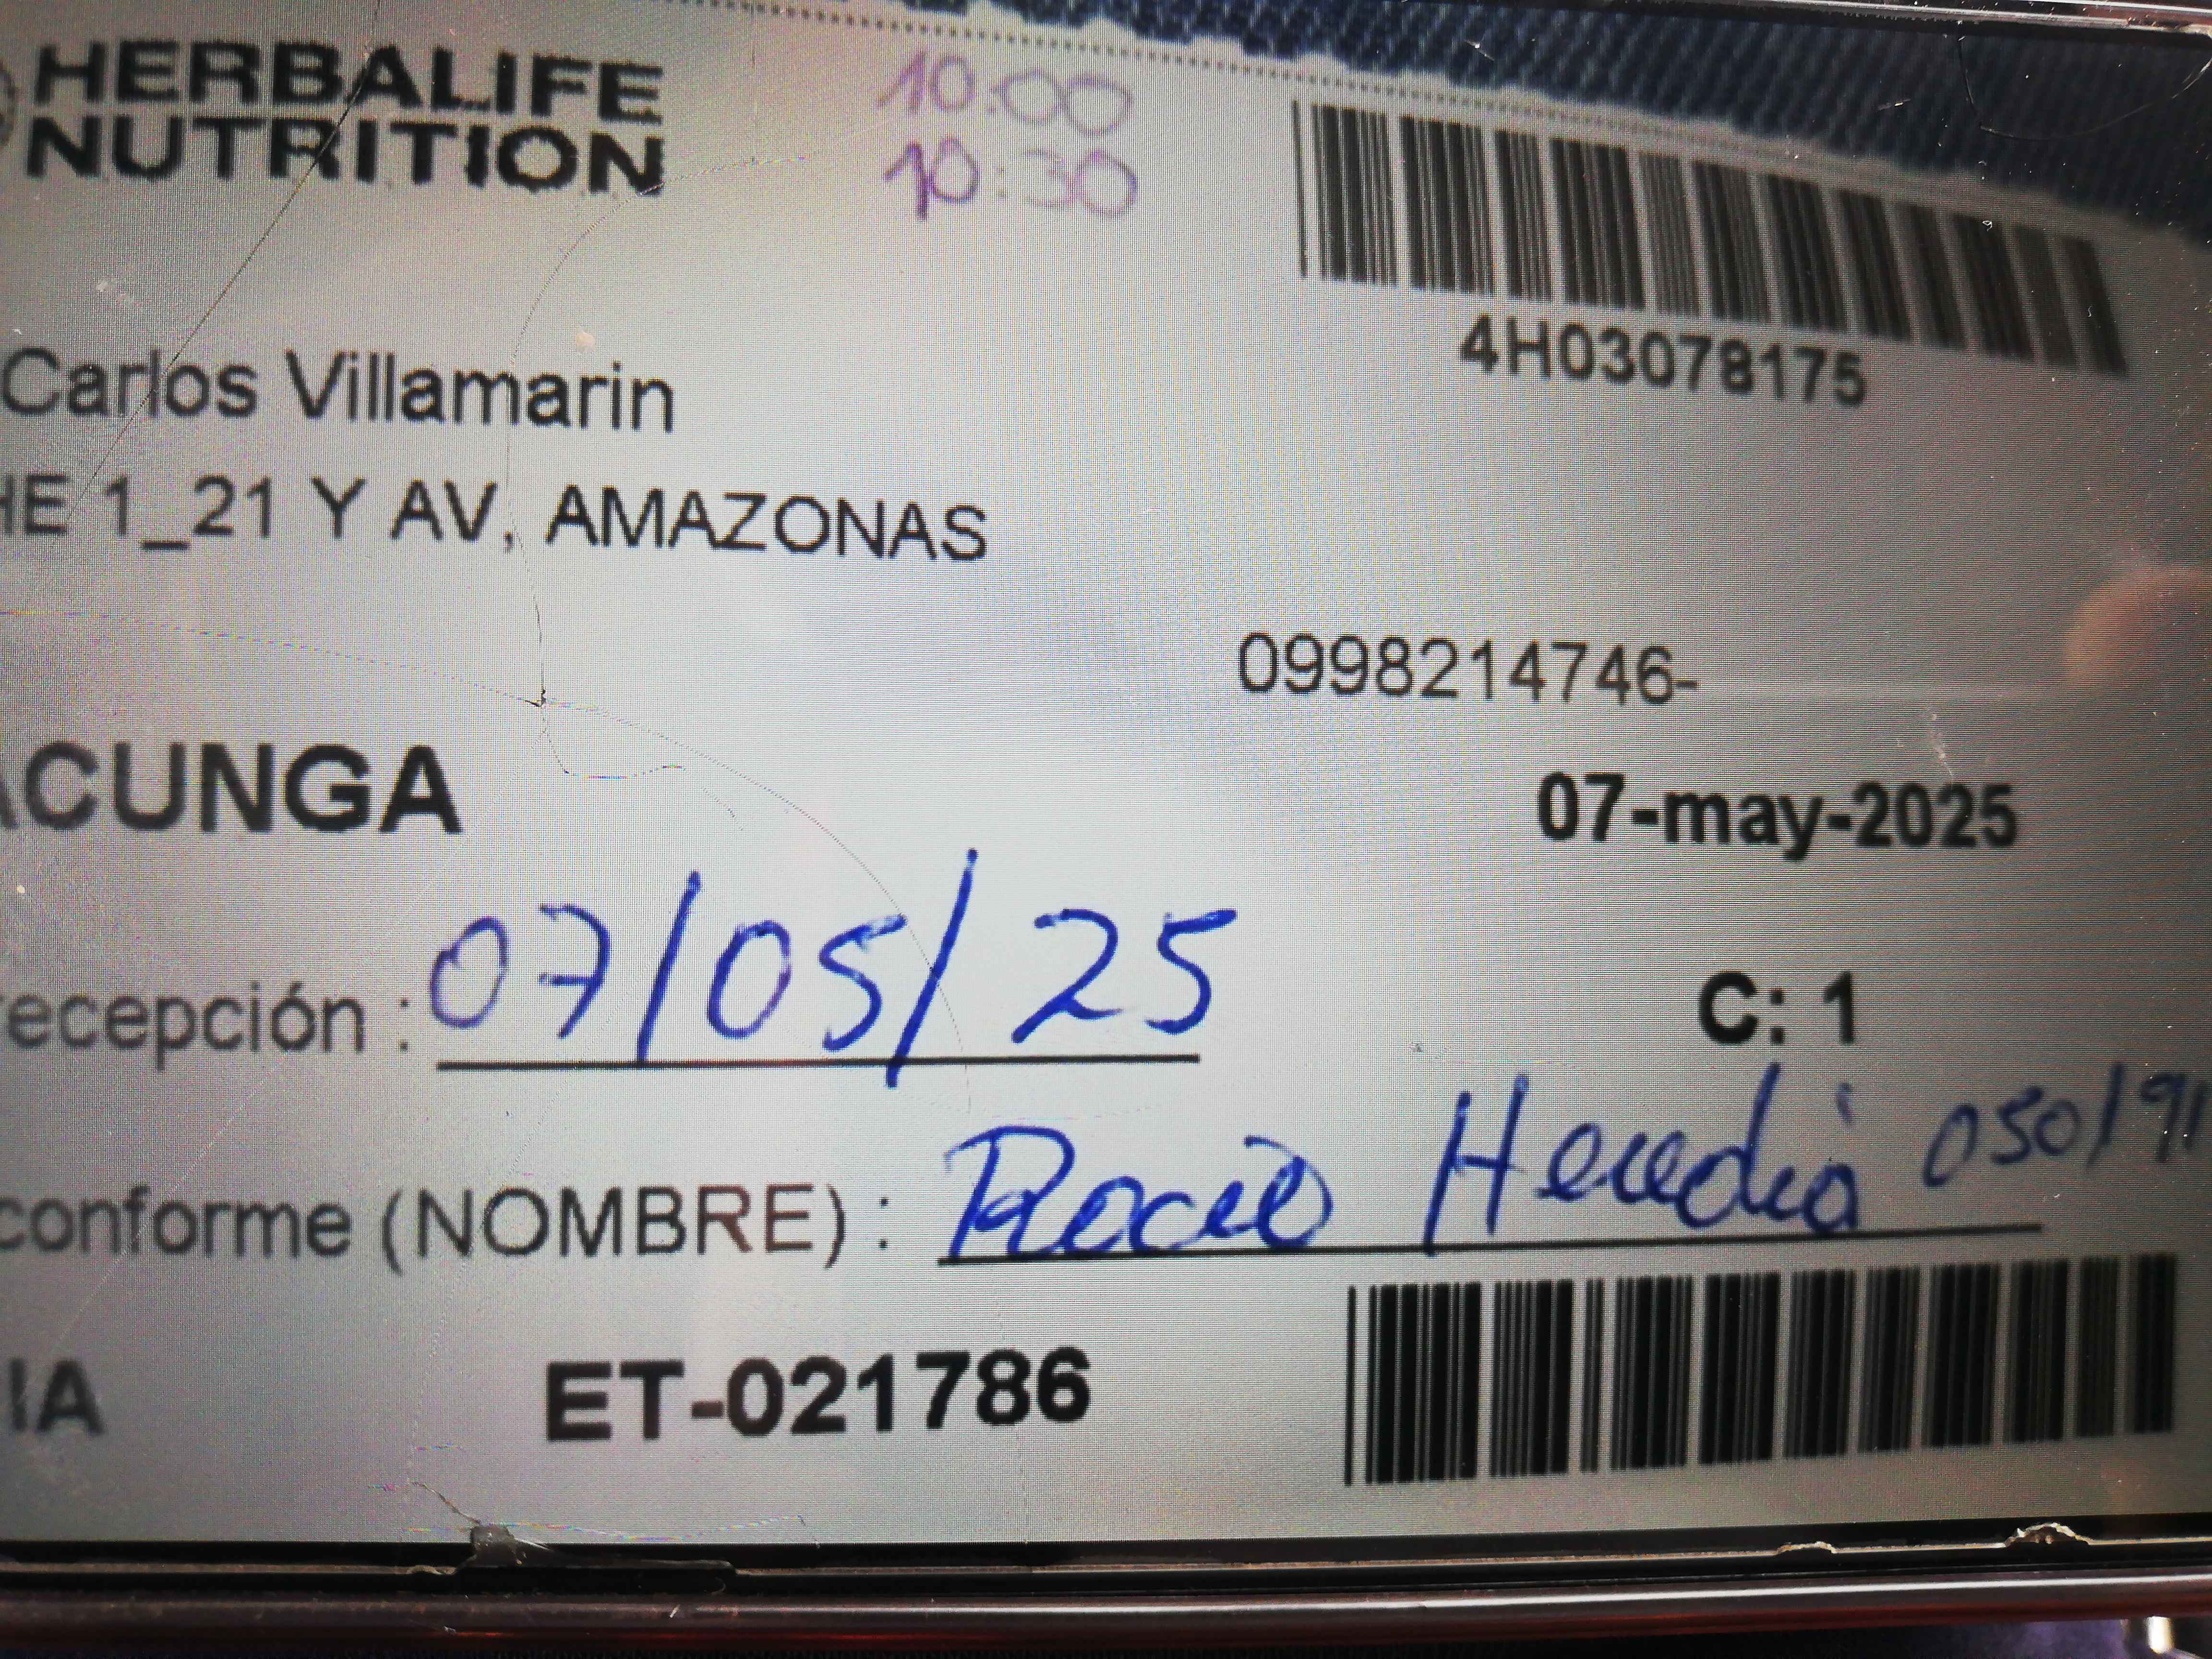 HERBALIFE
NUTRITION
10:00
10:30
4H03078175
Carlos Villamarin
HE 1_21 Y AV, AMAZONAS
0998214746-
ACUNGA
07-may-2025
ecepción : 07/05/25
C: 1
conforme (NOMBRE) : Rocio Heredia 050191
IA
ET-021786